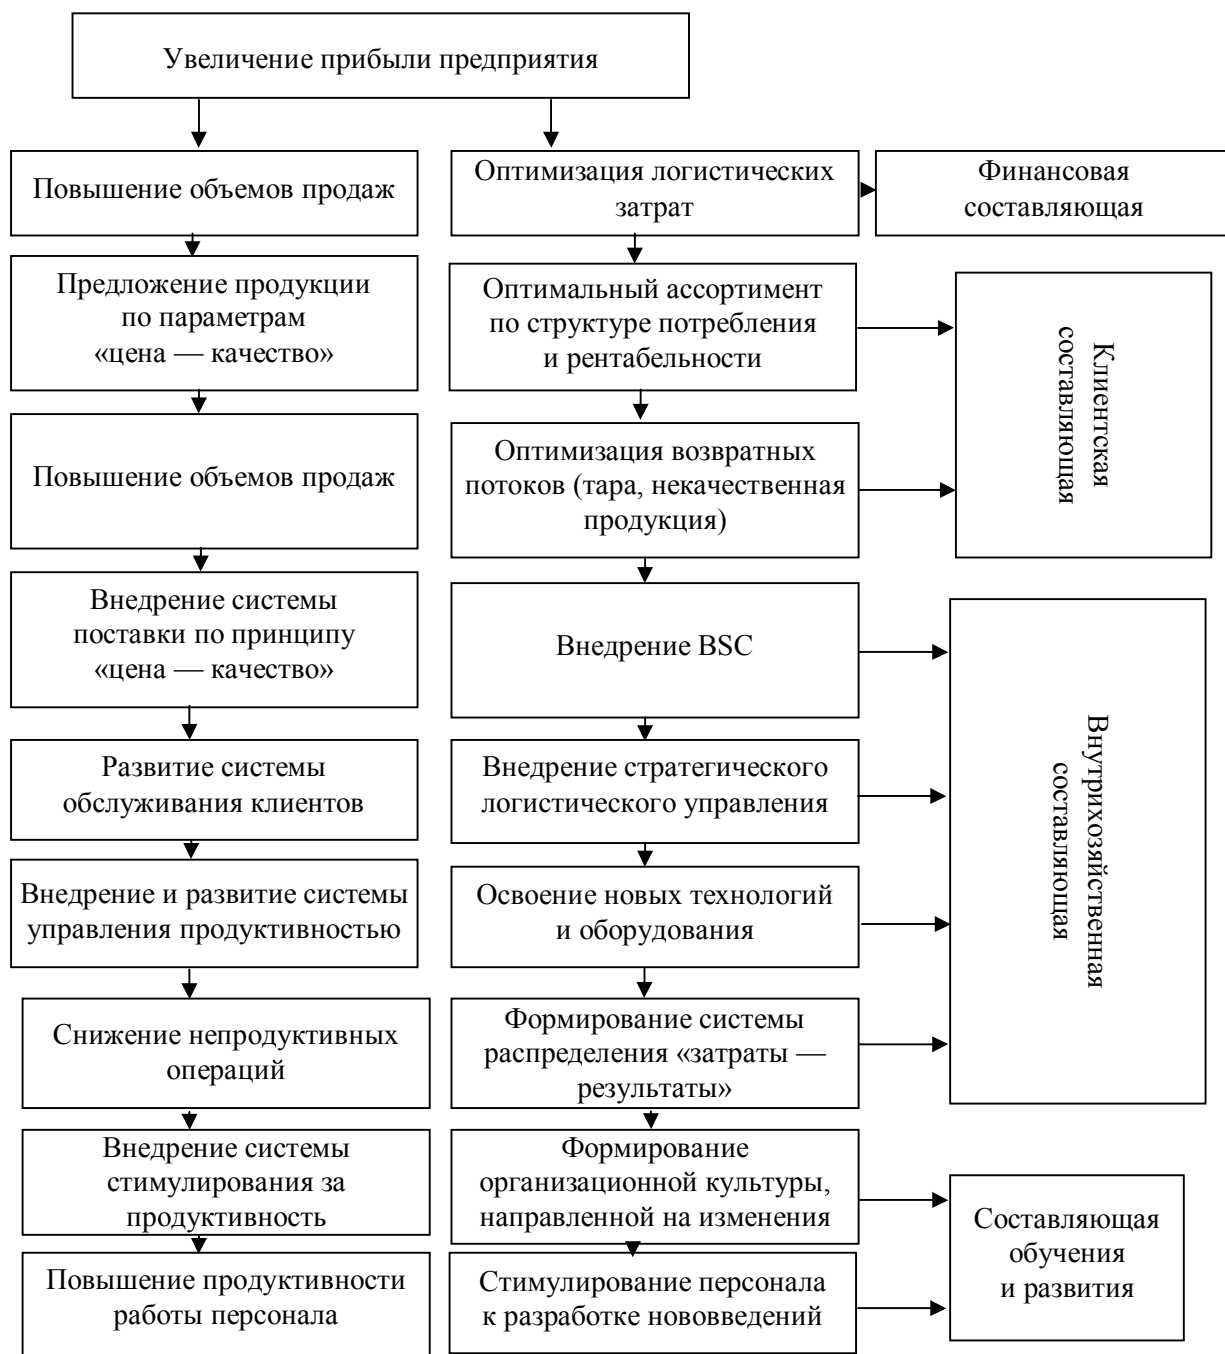 Увеличение прибыли предприятия
Повышение объемов продаж
Оптимизация логистических
затрат
Финансовая
составляющая
Предложение продукции
по параметрам
«цена — качество»
Оптимальный ассортимент
по структуре потребления
и рентабельности
Клиентская
составляющая
Повышение объемов продаж
Оптимизация возвратных
потоков (тара, некачественная
продукция)
Внедрение системы
поставки по принципу
«цена — качество»
Внедрение BSC
Внутрихозяйственная
составляющая
Развитие системы
обслуживания клиентов
Внедрение стратегического
логистического управления
Внедрение и развитие системы
управления продуктивностью
Освоение новых технологий
и оборудования
Снижение непродуктивных
операций
Формирование системы
распределения «затраты —
результаты»
Внедрение системы
стимулирования за
продуктивность
Формирование
организационной культуры,
направленной на изменения
Составляющая
обучения
и развития
Повышение продуктивности
работы персонала
Стимулирование персонала
к разработке нововведений